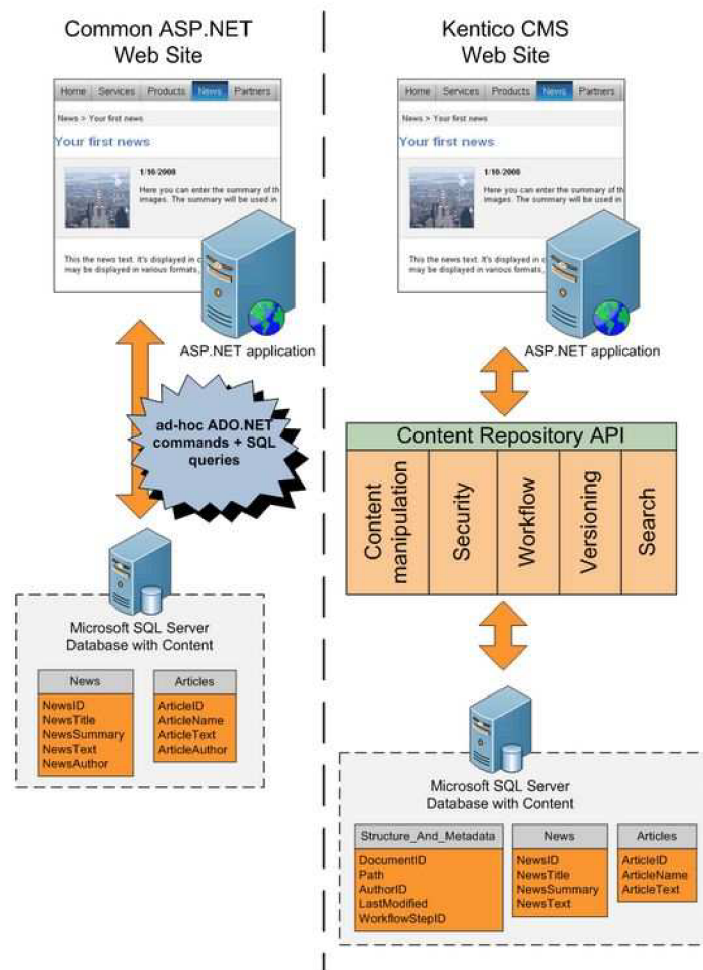 Common ASP.NET
Web Site
Home Services Products News Partners
News > Your first news
Your first news
1/10/2008
Here you can enter the summary of th
images. The summary will be used in
This the news text. It's displayed in c
may be displayed in various formats,
ASP.NET application
ad-hoc ADO.NET
commands + SQL
queries
Microsoft SQL Server
Database with Content
News
NewsID
NewsTitle
NewsSummary
NewsText
NewsAuthor
Articles
ArticleID
ArticleName
ArticleText
ArticleAuthor
Kentico CMS
Web Site
Home Services Products News Partners
News > Your first news
Your first news
1/10/2008
Here you can enter the summary of th
images. The summary will be used in
This the news text. It's displayed in c
may be displayed in various formats,
ASP.NET application
Content Repository API
Content
manipulation
Security
Workflow
Versioning
Search
Microsoft SQL Server
Database with Content
Structure_And_Metadata
DocumentID
Path
AuthorID
LastModified
WorkflowStepID
News
NewsID
NewsTitle
NewsSummary
NewsText
Articles
ArticleID
ArticleName
ArticleText